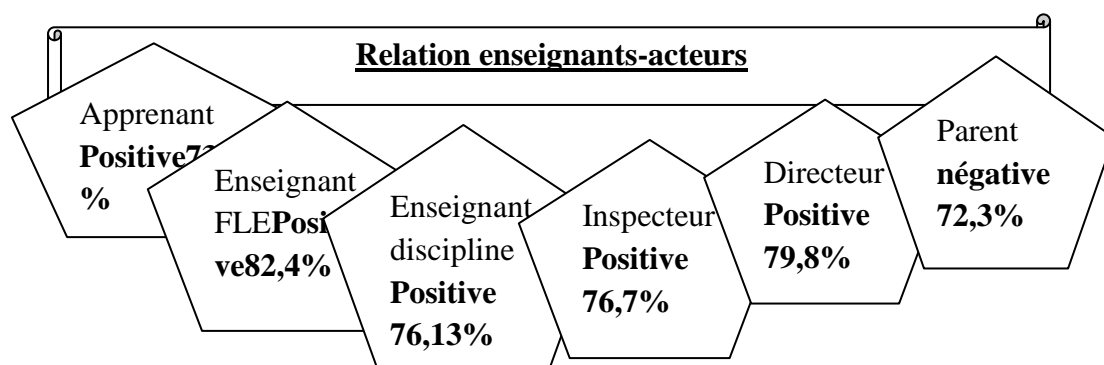 Relation enseignants-acteurs
Apprenant
%
Enseignant
FLEPosi
ve82,4%
Enseignant
discipline
Positive
76,13%
Inspecteur
Positive
76,7%
Directeur
Positive
79,8%
Parent
négative
72,3%